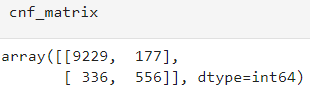 cnf_matrix
array([[9229,  177],
       [ 336,  556]], dtype=int64)